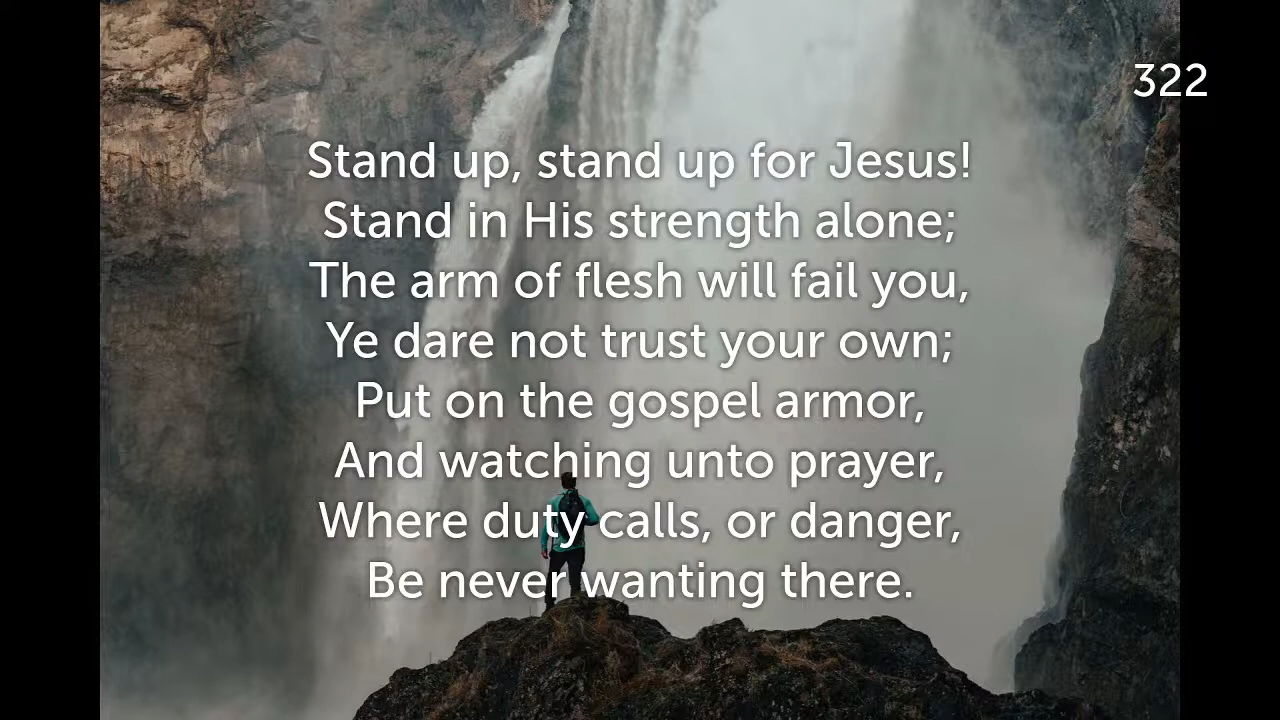 322
Stand up, stand up for Jesus!
Stand in His strength alone;
The arm of flesh will fail you,
Ye dare not trust your own;
Put on the gospel armor,
And watching unto prayer,
Where duty calls, or danger,
Be never wanting there.